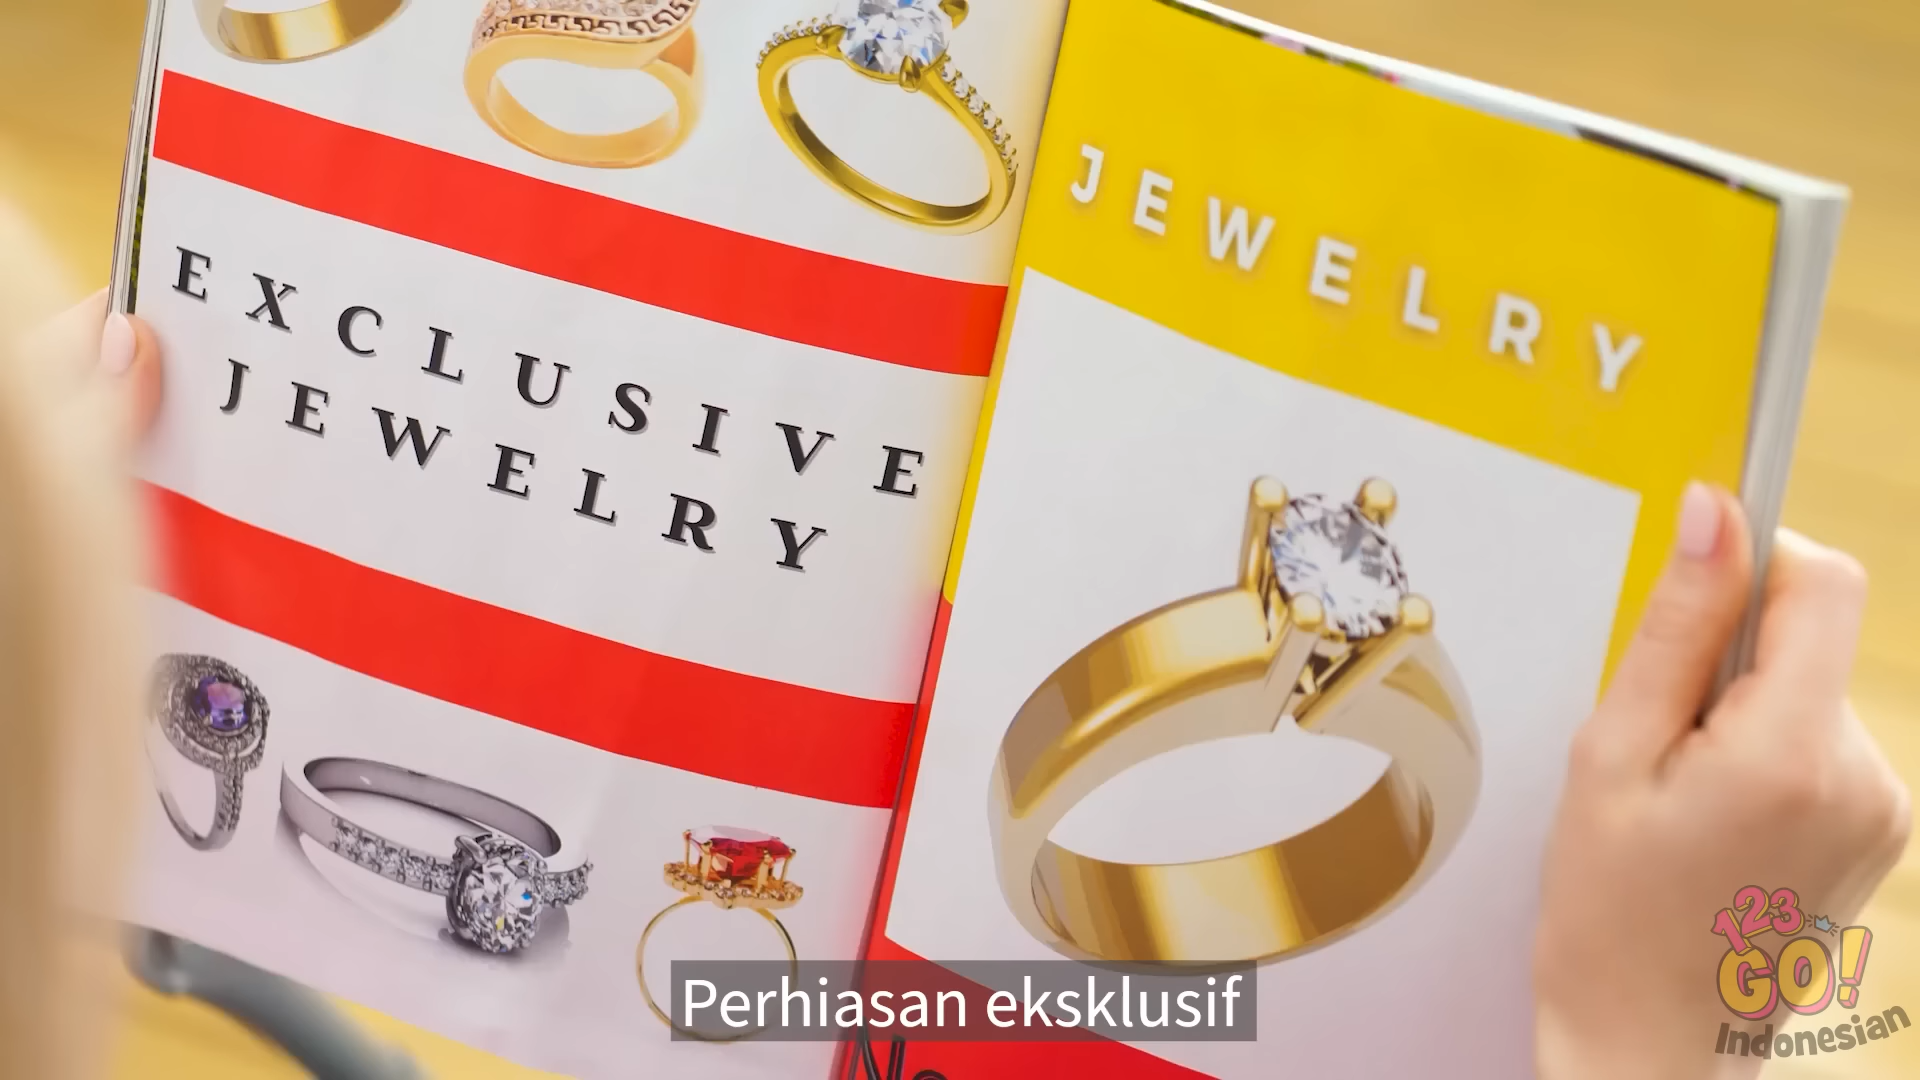 EXCLUSIVE
JEWELRY
JEWELRY
Perhiasan eksklusif
123
GO!
Indonesian